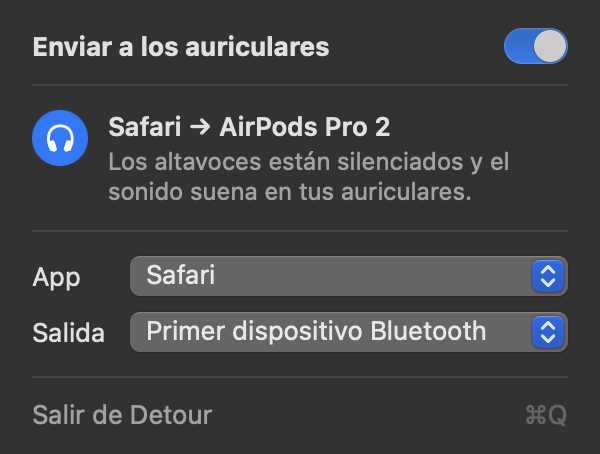 Enviar a los auriculares
Safari → AirPods Pro 2
Los altavoces están silenciados y el
sonido suena en tus auriculares.
App Safari
Salida Primer dispositivo Bluetooth
Salir de Detour ⌘Q